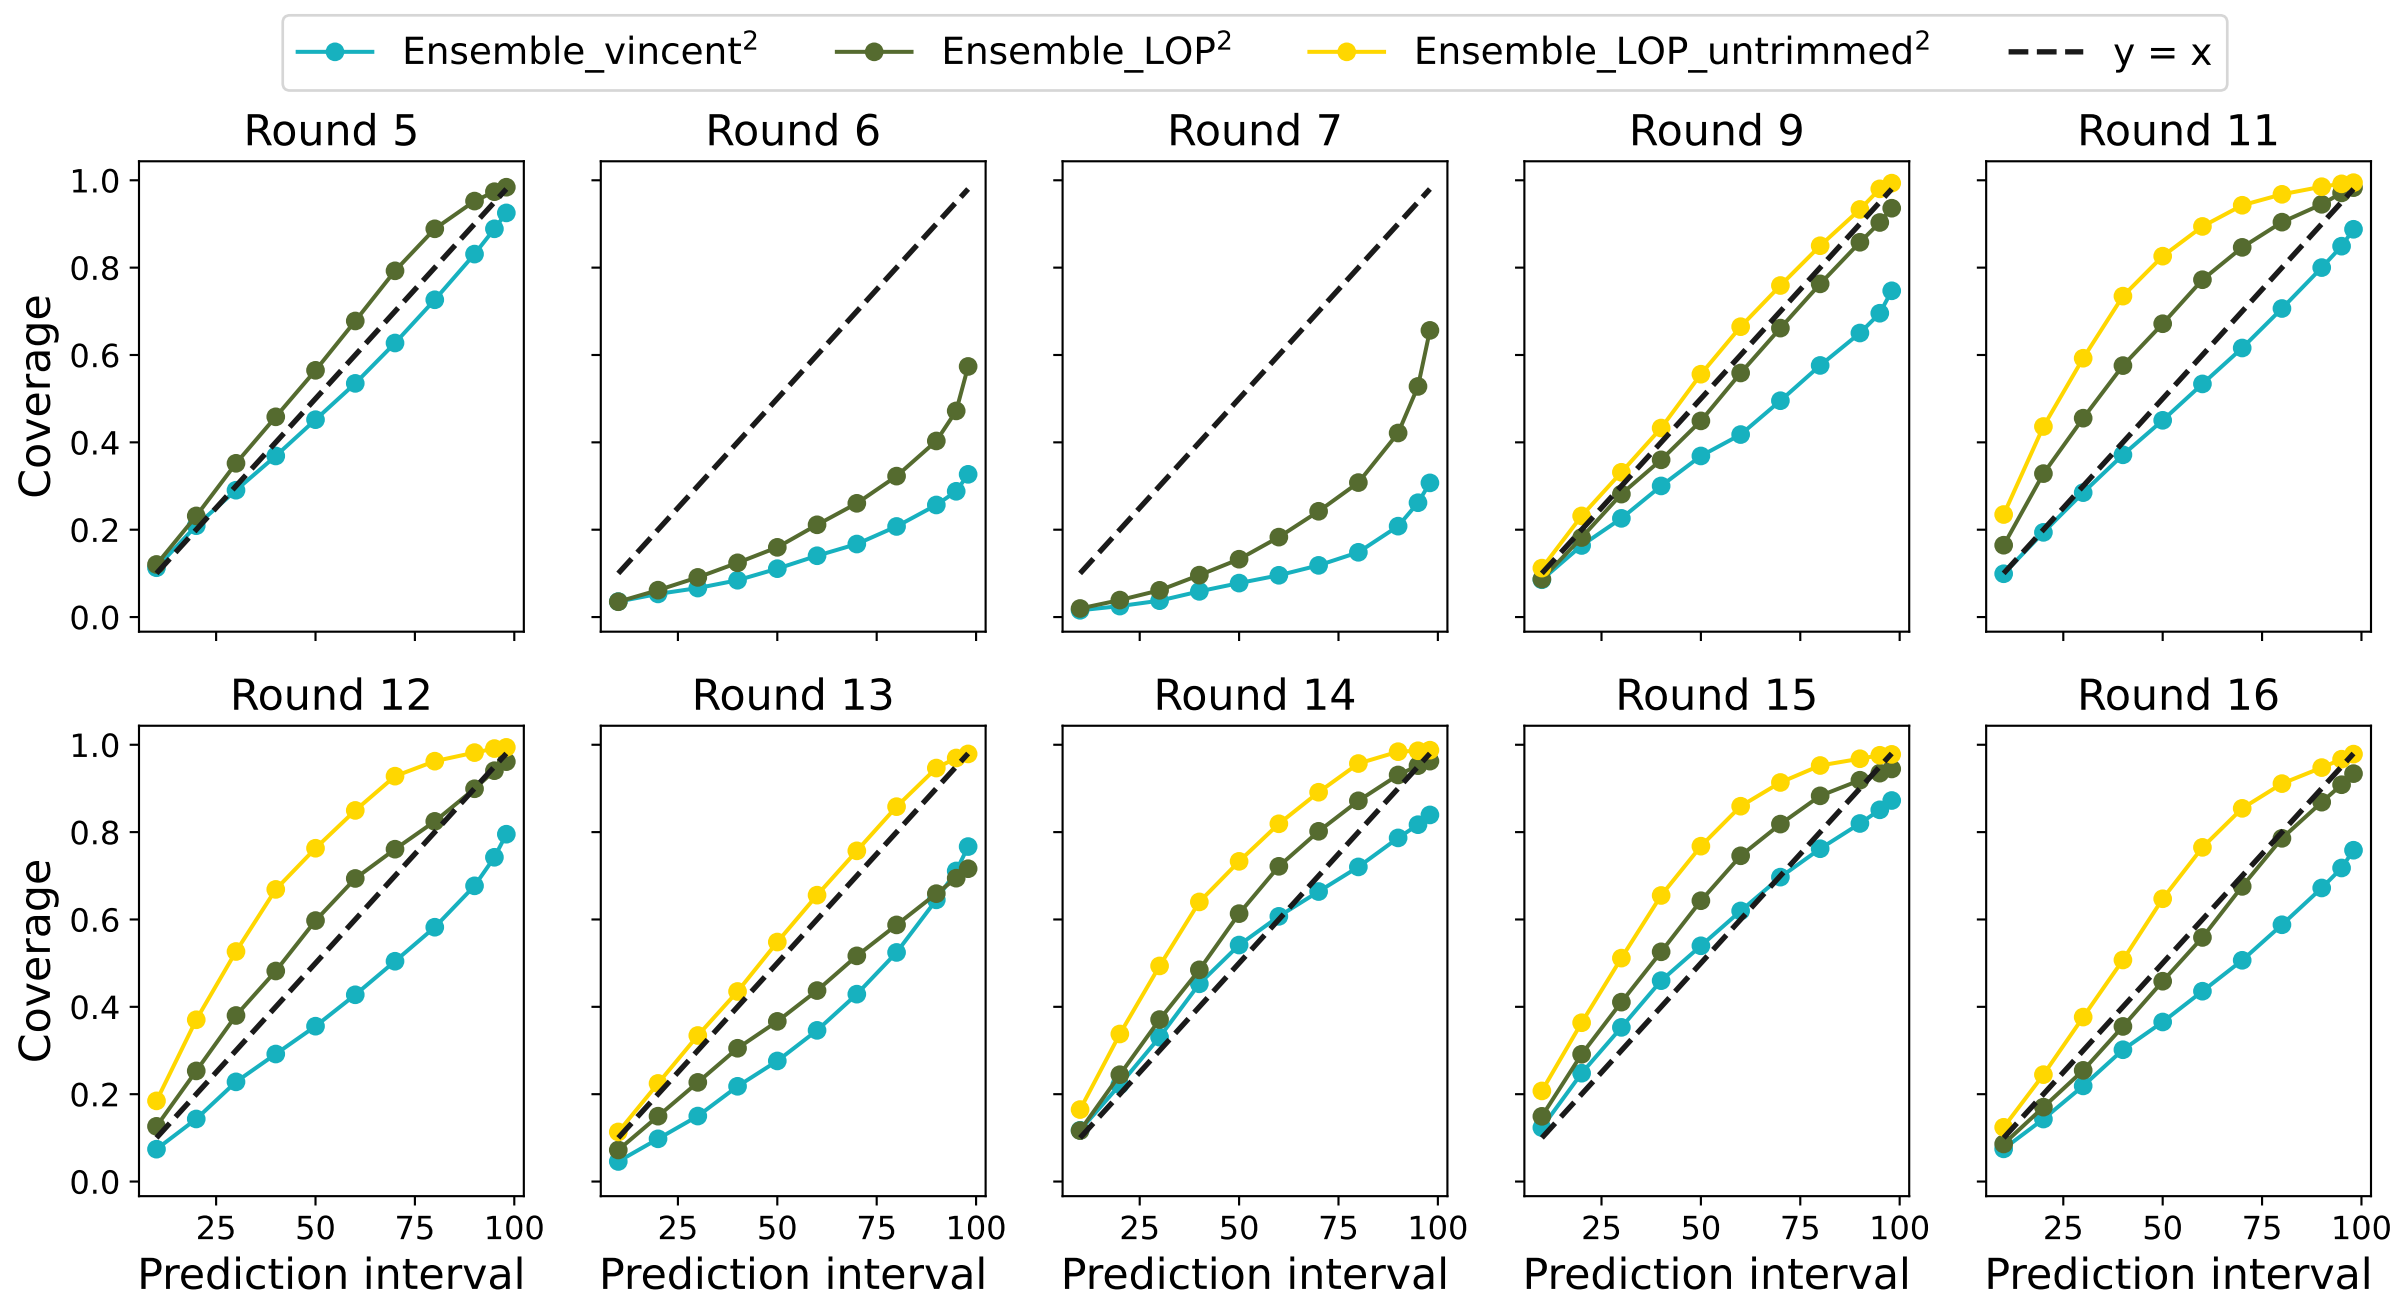 Ensemble_vincent² Ensemble_LOP² Ensemble_LOP_untrimmed² y = x
Round 5 Round 6 Round 7 Round 9 Round 11
1.0
0.8
0.6
0.4
0.2
0.0
Coverage
Round 12 Round 13 Round 14 Round 15 Round 16
1.0
0.8
0.6
0.4
0.2
0.0
Coverage
25 50 75 100 25 50 75 100 25 50 75 100 25 50 75 100 25 50 75 100
Prediction interval Prediction interval Prediction interval Prediction interval Prediction interval